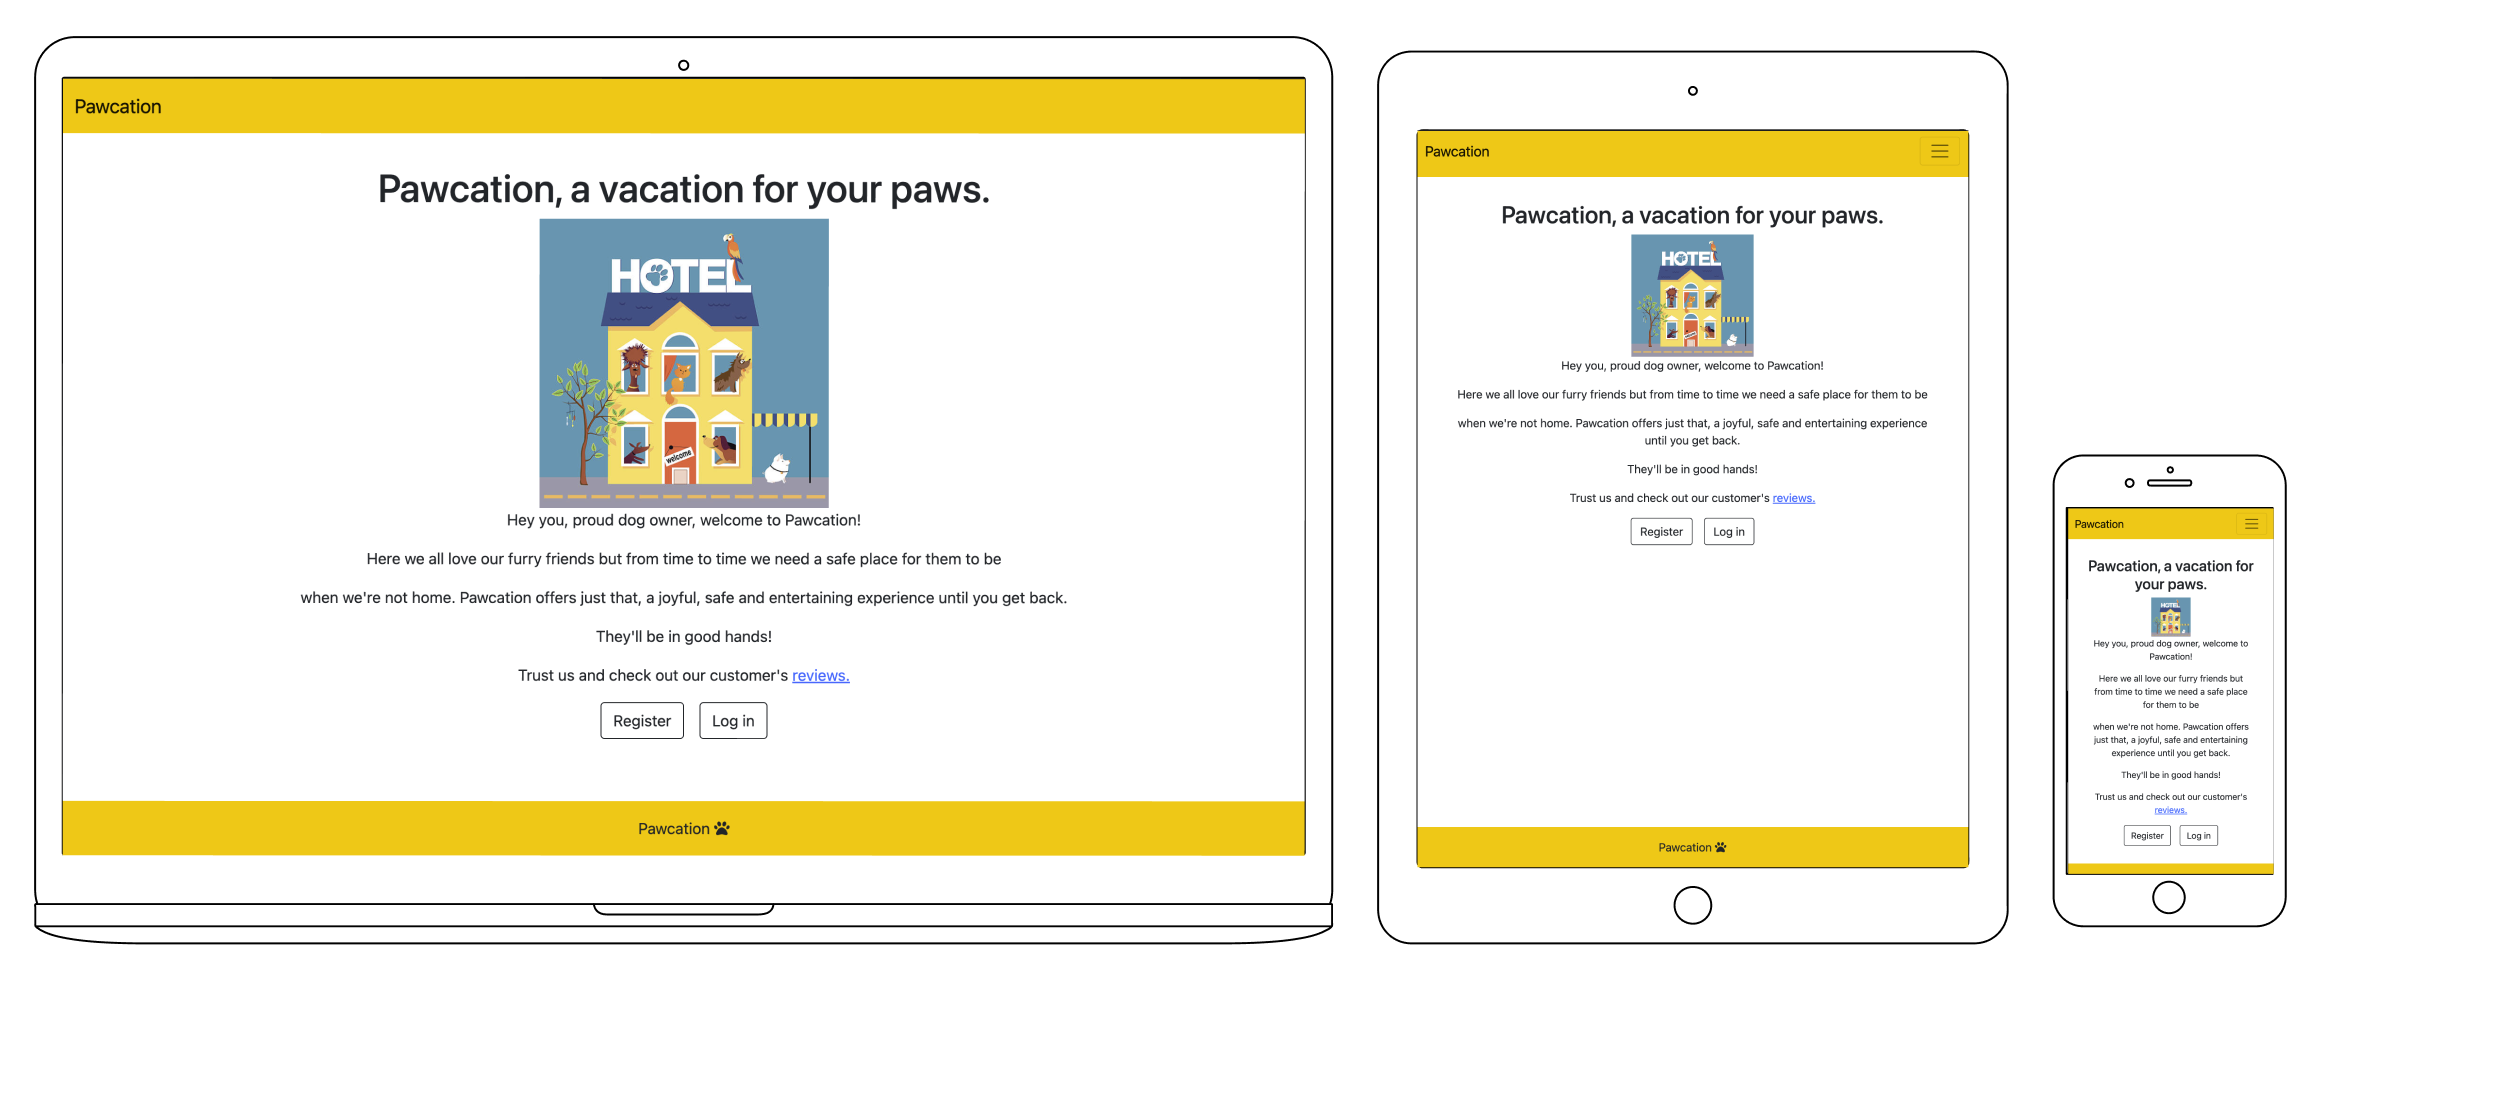 Pawcation
Pawcation, a vacation for your paws.
HOTEL
welcome
Hey you, proud dog owner, welcome to Pawcation!
Here we all love our furry friends but from time to time we need a safe place for them to be
when we're not home. Pawcation offers just that, a joyful, safe and entertaining experience until you get back.
They'll be in good hands!
Trust us and check out our customer's reviews.
Register Log in
Pawcation
Pawcation
Pawcation, a vacation for your paws.
HOTEL
welcome
Hey you, proud dog owner, welcome to Pawcation!
Here we all love our furry friends but from time to time we need a safe place for them to be
when we're not home. Pawcation offers just that, a joyful, safe and entertaining experience
until you get back.
They'll be in good hands!
Trust us and check out our customer's reviews.
Register Log in
Pawcation
Pawcation
Pawcation, a vacation for
your paws.
HOTEL
Hey you, proud dog owner, welcome to
Pawcation!
Here we all love our furry friends but
from time to time we need a safe place
for them to be
when we're not home. Pawcation offers
just that, a joyful, safe and entertaining
experience until you get back.
They'll be in good hands!
Trust us and check out our customer's
reviews.
Register Log in